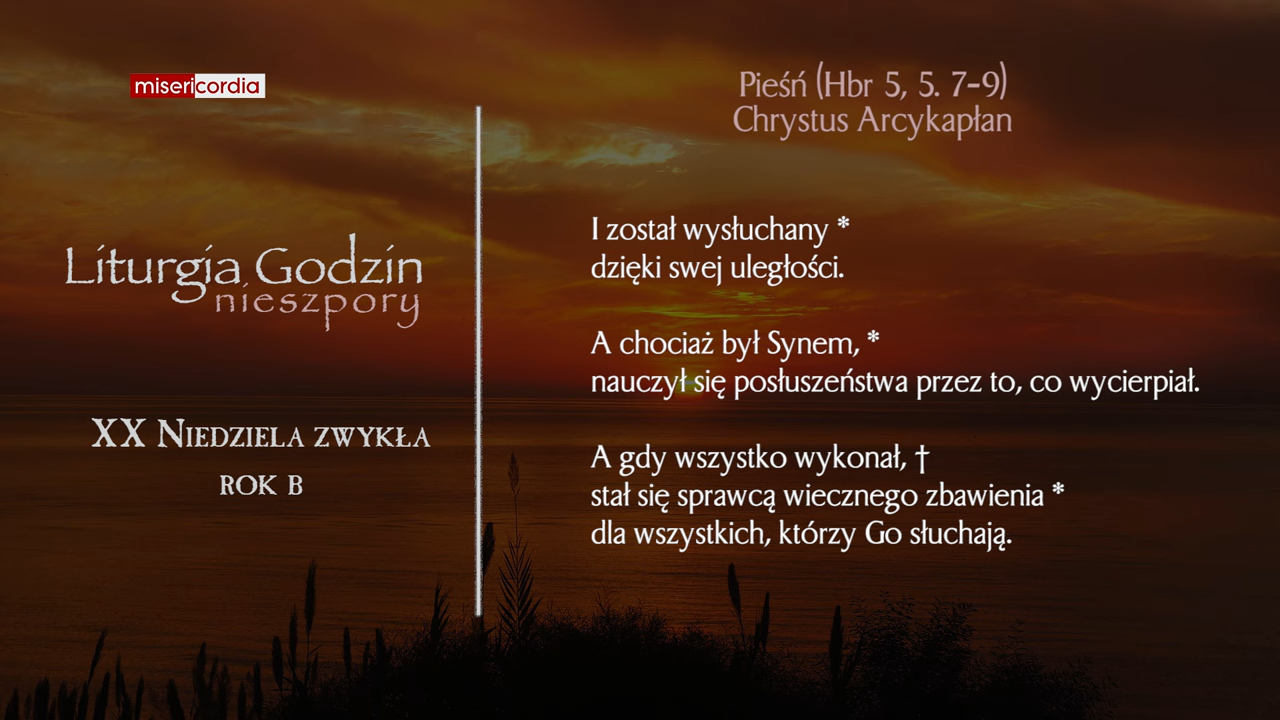 misericordia
Liturgia Godzin
nieszpory
XX Niedziela zwykła
rok B
Pieśń (Hbr 5, 5. 7-9)
Chrystus Arcykapłan
I został wysłuchany *
dzięki swej uległości.
A chociaż był Synem, *
nauczył się posłuszeństwa przez to, co wycierpiał.
A gdy wszystko wykonał, †
stał się sprawcą wiecznego zbawienia *
dla wszystkich, którzy Go słuchają.